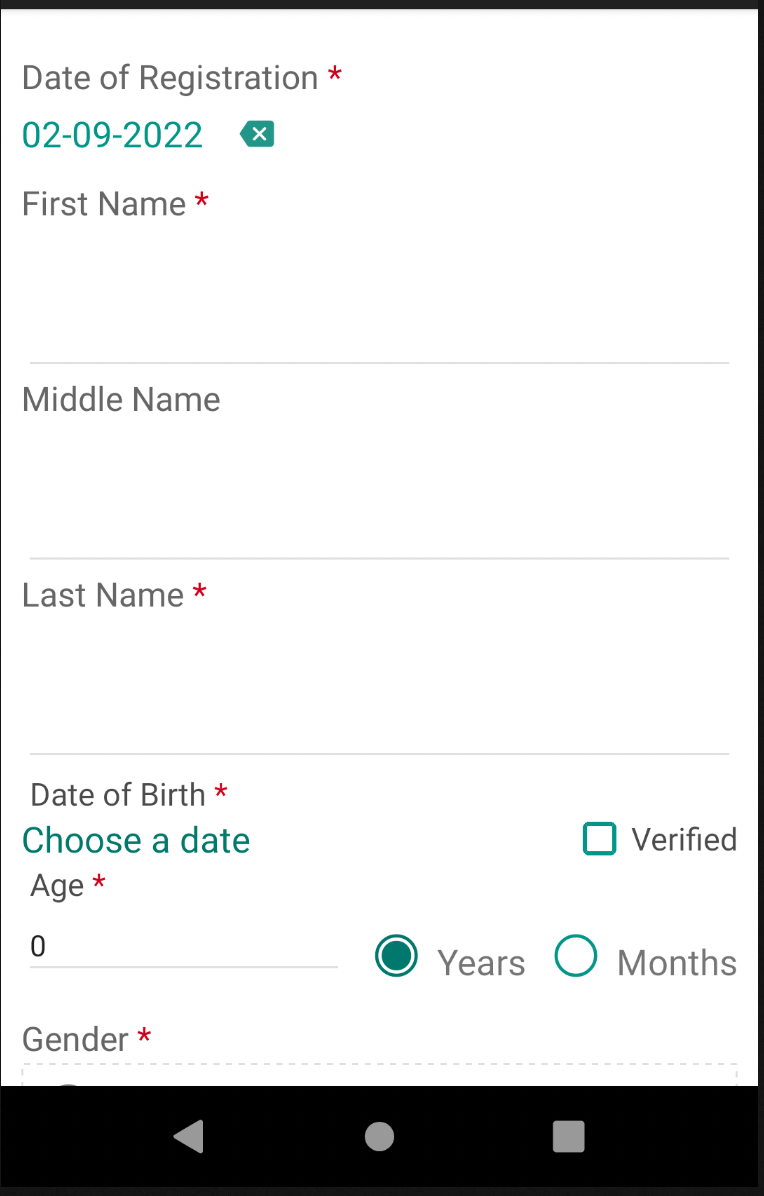 Date of Registration *
02-09-2022
First Name *
Middle Name
Last Name *
Date of Birth *
Choose a date
Verified
Age *
0
Years
Months
Gender *